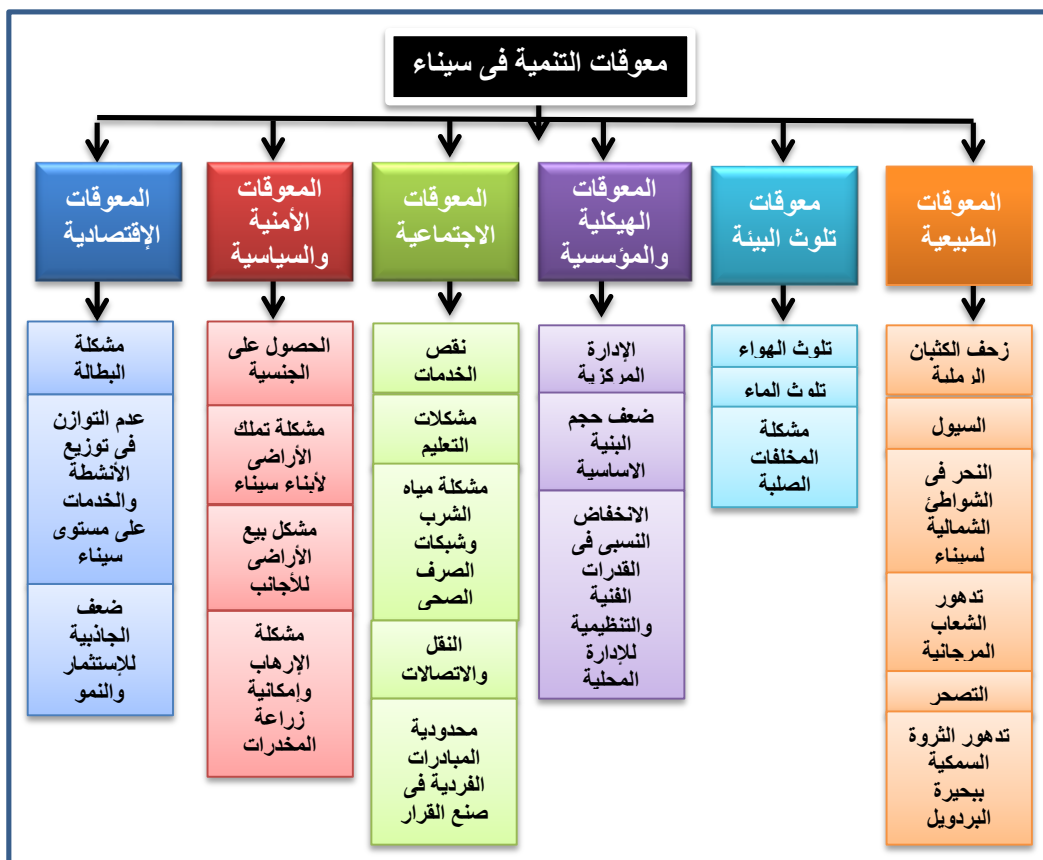 معوقات التنمية فى سيناء
المعوقات
الطبيعية
معوقات
تلوث البيئة
المعوقات
الهيكلية
والمؤسسية
المعوقات
الاجتماعية
المعوقات
الأمنية
والسياسية
المعوقات
الإقتصادية
زحف الكثبان
الرملية
السيول
النحر فى
الشواطئ
الشمالية
لسيناء
تدهور
الشعاب
المرجانية
التصحر
تدهور الثروة
السمكية
ببحيرة
البردويل
تلوث الهواء
تلوث الماء
مشكلة
المخلفات
الصلبة
الإدارة
المركزية
ضعف حجم
البنية
الاساسية
الانخفاض
النسبى فى
القدرات
الفنية
والتنظيمية
للإدارة
المحلية
نقص
الخدمات
مشكلات
التعليم
مشكلة مياه
الشرب
وشبكات
الصرف
الصحى
النقل
والاتصالات
محدودية
المبادرات
الفردية فى
صنع القرار
الحصول على
الجنسية
مشكلة تملك
الأراضى
لأبناء سيناء
مشكل بيع
الأراضى
للأجانب
مشكلة
الإرهاب
وإمكانية
زراعة
المخدرات
مشكلة
البطالة
عدم التوازن
فى توزيع
الأنشطة
والخدمات
على مستوى
سيناء
ضعف
الجاذبية
للإستثمار
والنمو